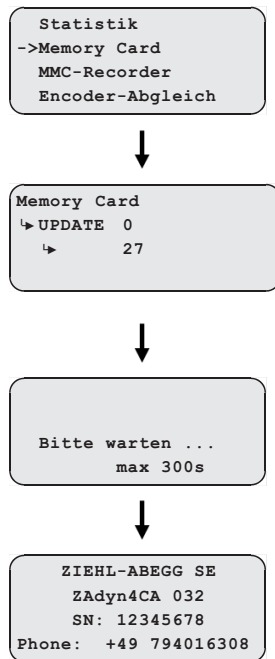 Statistik
->Memory Card
MMC-Recorder
Encoder-Abgleich
Memory Card
↳UPDATE 0
↳ 27
Bitte warten ...
max 300s
ZIEHL-ABEGG SE
ZAdyn4CA 032
SN: 12345678
Phone: +49 794016308